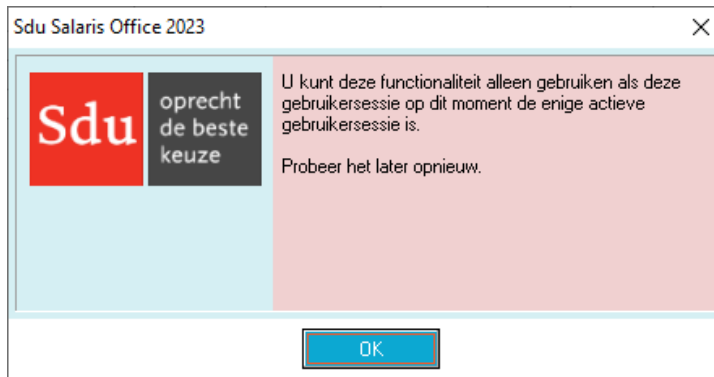 Sdu Salaris Office 2023
Sdu
oprecht
de beste
keuze
U kunt deze functionaliteit alleen gebruiken als deze
gebruikersessie op dit moment de enige actieve
gebruikersessie is.
Probeer het later opnieuw.
OK